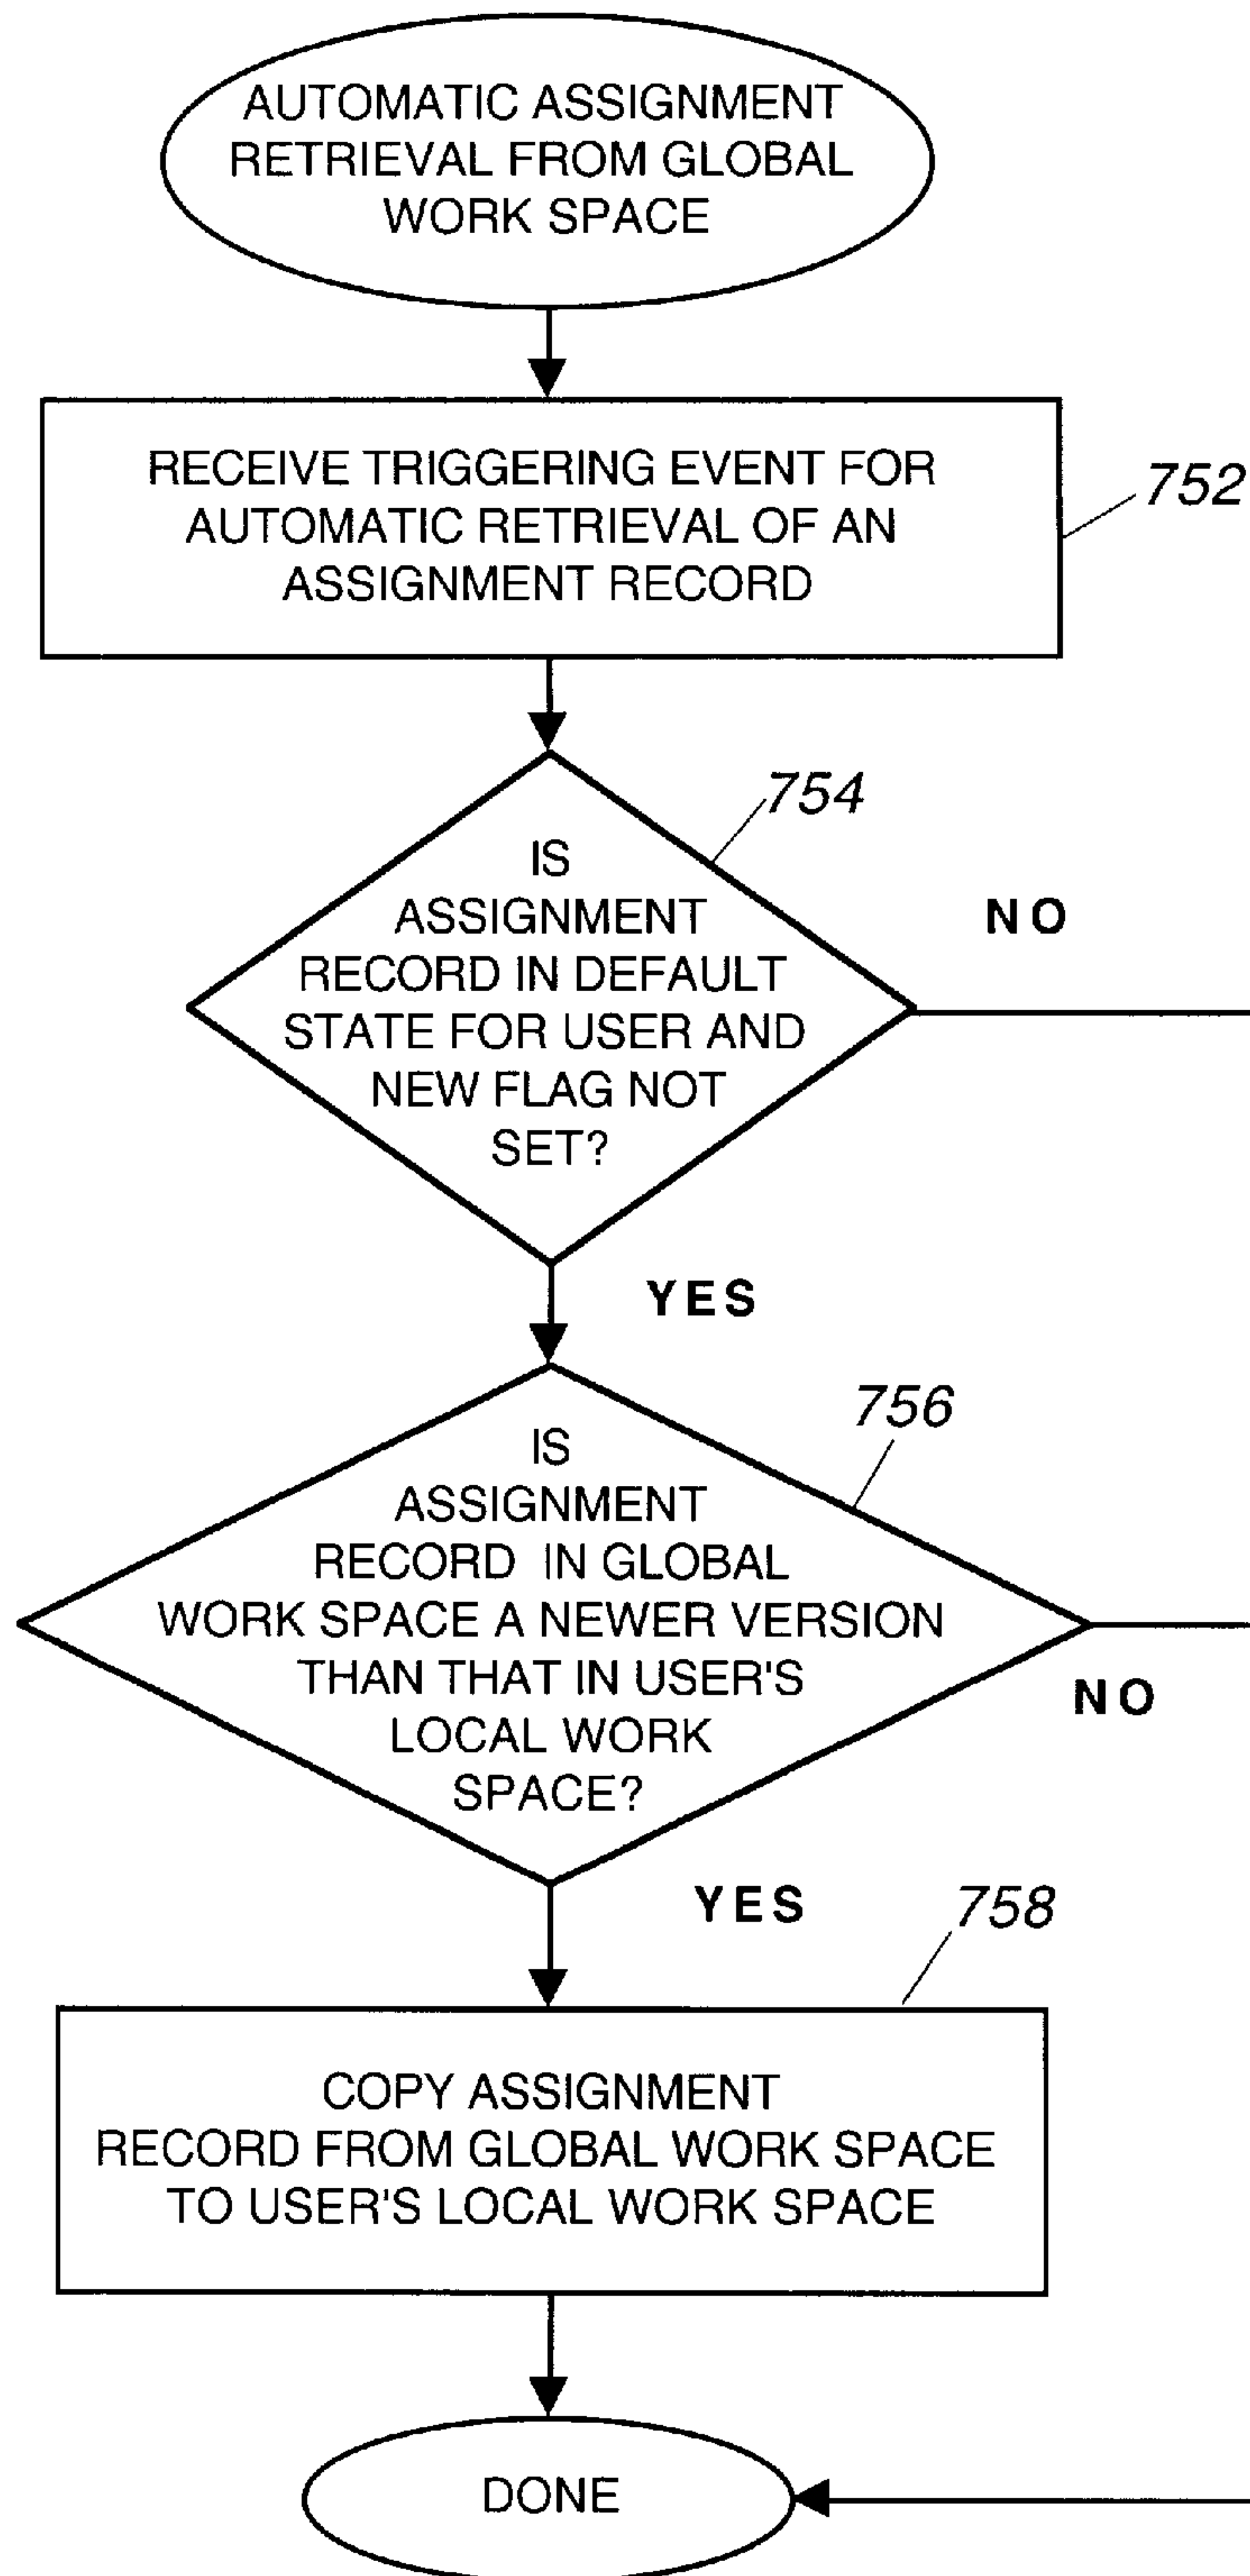 AUTOMATIC ASSIGNMENT
RETRIEVAL FROM GLOBAL
WORK SPACE
RECEIVE TRIGGERING EVENT FOR
AUTOMATIC RETRIEVAL OF AN
ASSIGNMENT RECORD
752
754
IS
ASSIGNMENT
RECORD IN DEFAULT
STATE FOR USER AND
NEW FLAG NOT
SET?
NO
YES
756
IS
ASSIGNMENT
RECORD IN GLOBAL
WORK SPACE A NEWER VERSION
THAN THAT IN USER'S
LOCAL WORK
SPACE?
NO
YES
758
COPY ASSIGNMENT
RECORD FROM GLOBAL WORK SPACE
TO USER'S LOCAL WORK SPACE
DONE